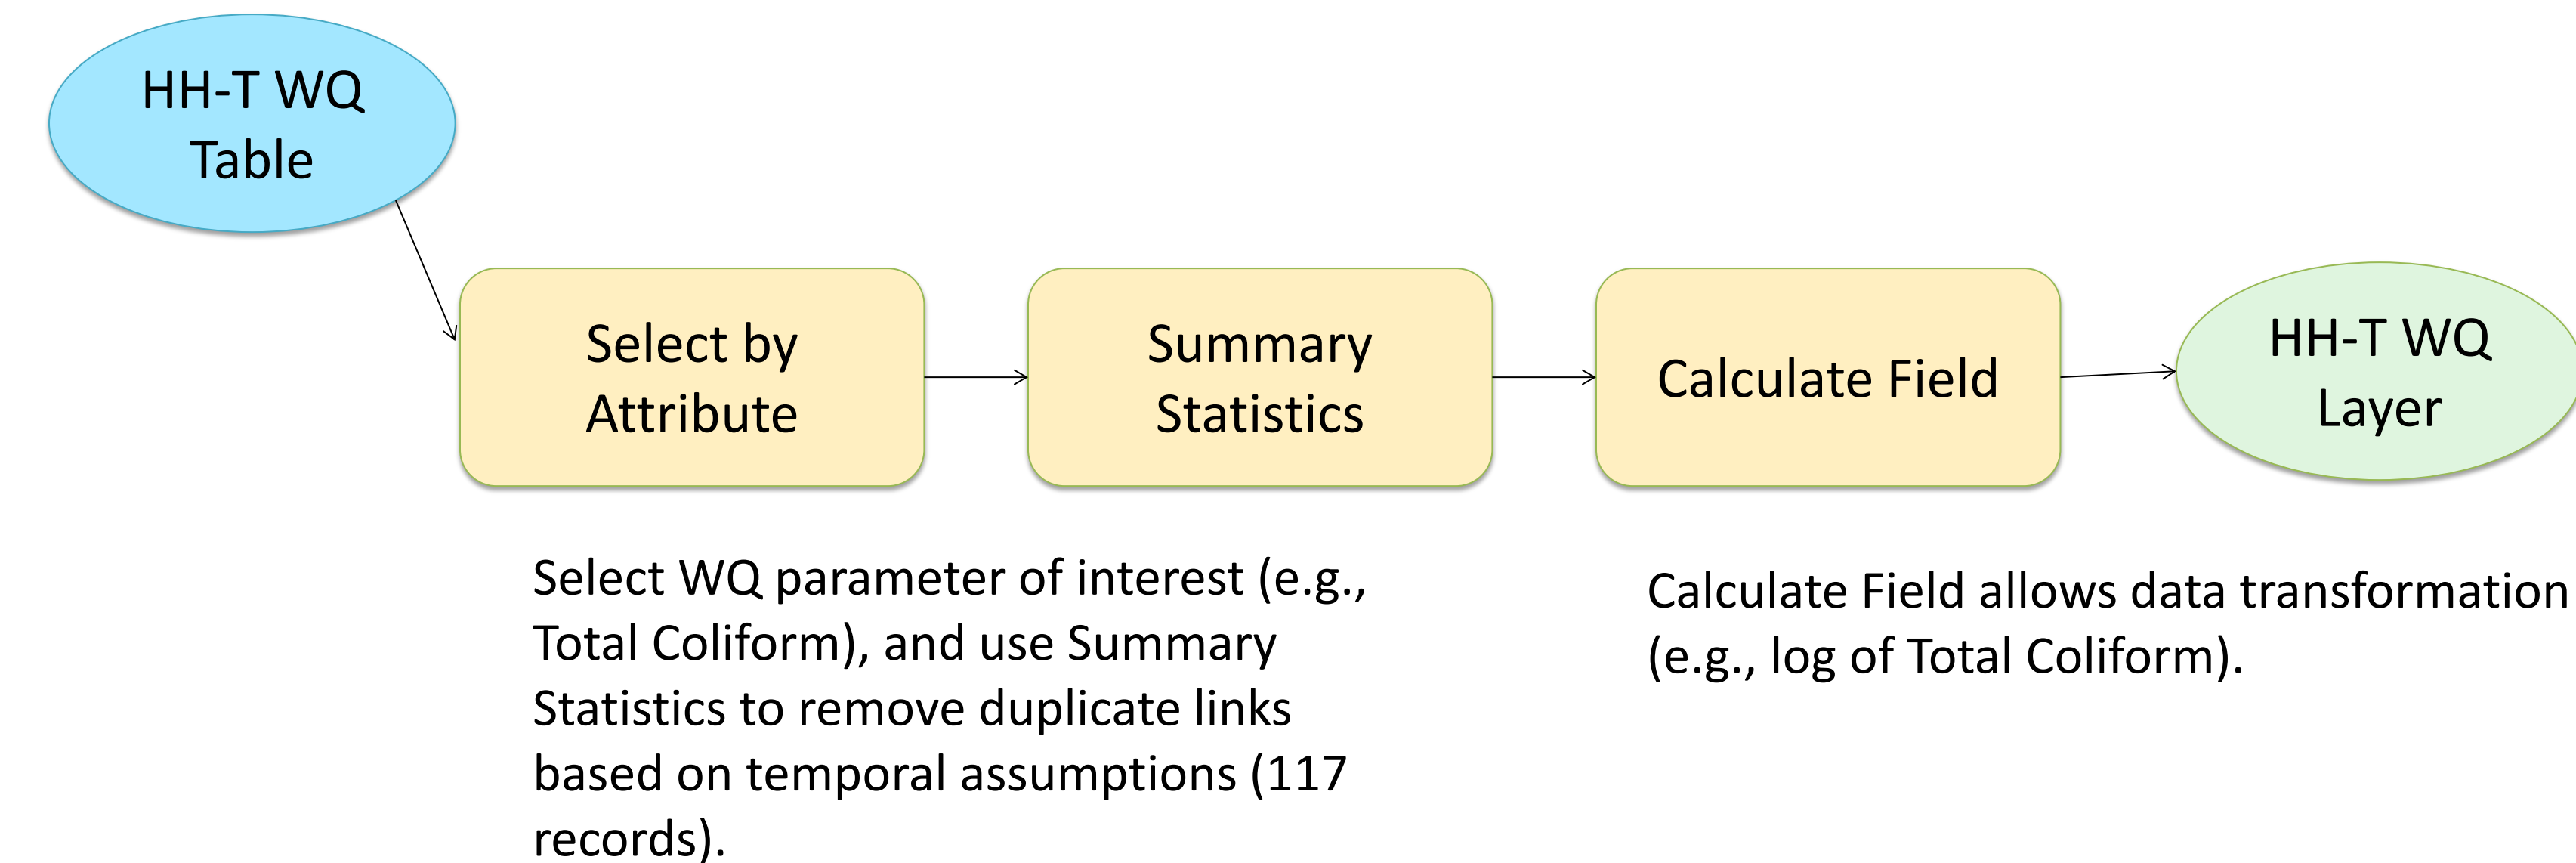 HH-T WQ
Table
Select by
Attribute
Summary
Statistics
Calculate Field
HH-T WQ
Layer
Select WQ parameter of interest (e.g.,
Total Coliform), and use Summary
Statistics to remove duplicate links
based on temporal assumptions (117
records).
Calculate Field allows data transformation
(e.g., log of Total Coliform).